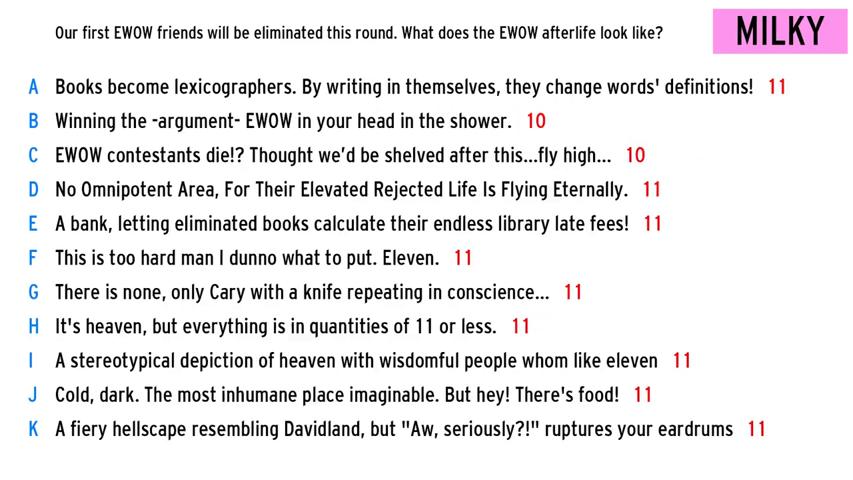 Our first EWOW friends will be eliminated this round. What does the EWOW afterlife look like?
MILKY
A Books become lexicographers. By writing in themselves, they change words' definitions! 11
B Winning the -argument- EWOW in your head in the shower. 10
C EWOW contestants die!? Thought we’d be shelved after this...fly high... 10
D No Omnipotent Area, For Their Elevated Rejected Life Is Flying Eternally. 11
E A bank, letting eliminated books calculate their endless library late fees! 11
F This is too hard man I dunno what to put. Eleven. 11
G There is none, only Cary with a knife repeating in conscience... 11
H It's heaven, but everything is in quantities of 11 or less. 11
I A stereotypical depiction of heaven with wisdomful people whom like eleven 11
J Cold, dark. The most inhumane place imaginable. But hey! There's food! 11
K A fiery hellscape resembling Davidland, but "Aw, seriously?!" ruptures your eardrums 11